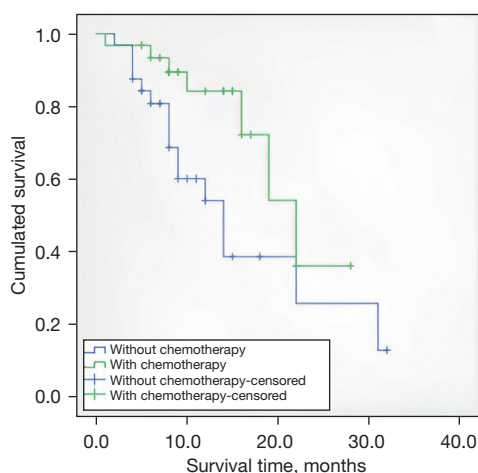 1.0
0.8
0.6
0.4
0.2
0.0
Cumulated survival
Without chemotherapy
With chemotherapy
Without chemotherapy-censored
With chemotherapy-censored
0.0 10.0 20.0 30.0 40.0
Survival time, months